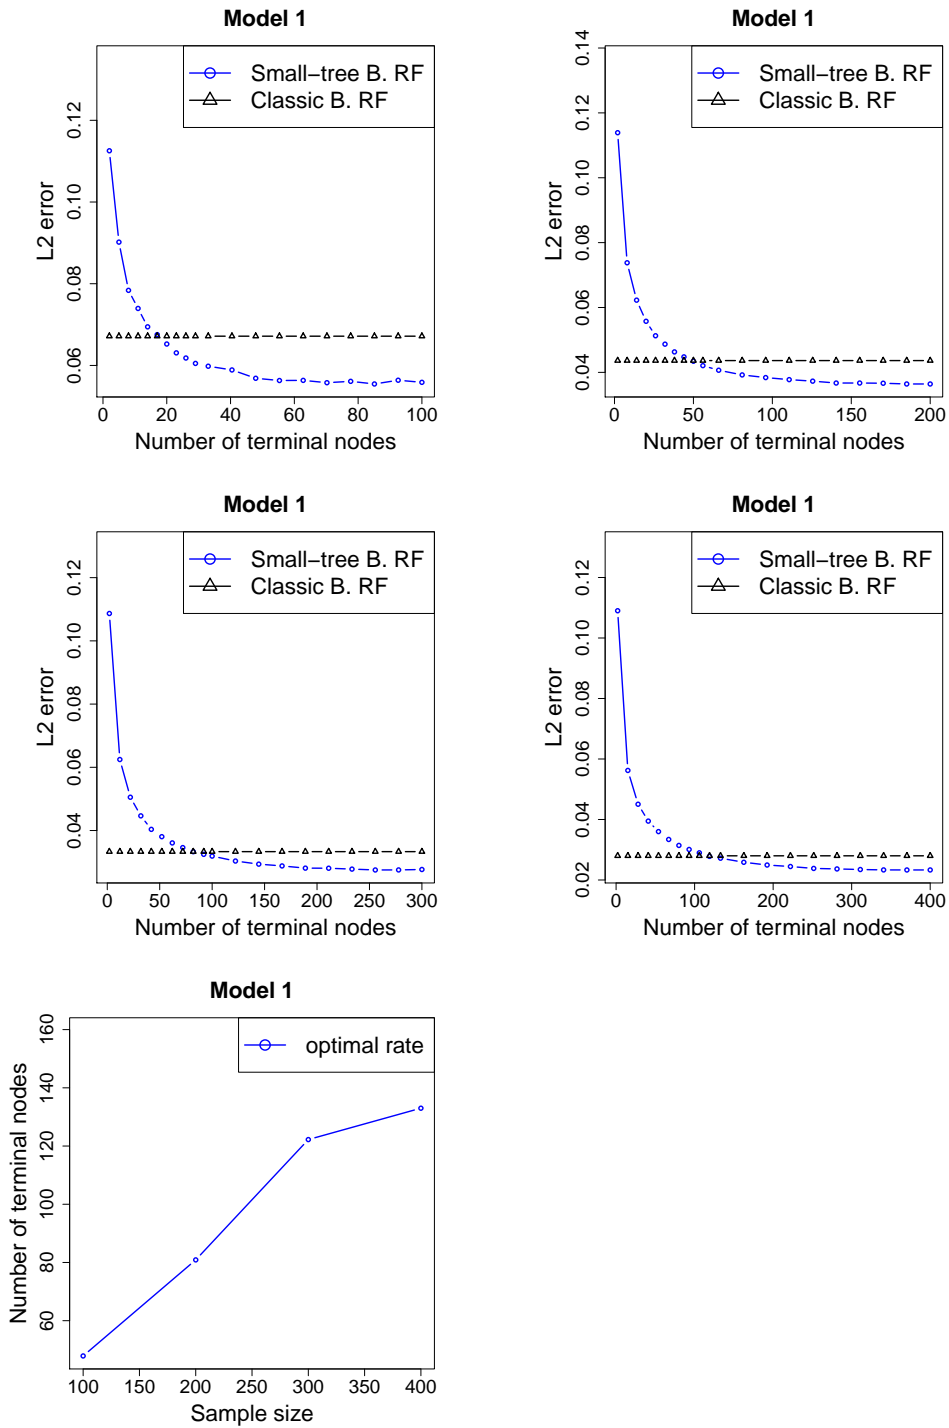 Model 1
Small−tree B. RF
Classic B. RF
L2 error
0.12
0.10
0.08
0.06
0 20 40 60 80 100
Number of terminal nodes
Model 1
Small−tree B. RF
Classic B. RF
L2 error
0.14
0.12
0.10
0.08
0.06
0.04
0 50 100 150 200
Number of terminal nodes
Model 1
Small−tree B. RF
Classic B. RF
L2 error
0.12
0.10
0.08
0.06
0.04
0 50 100 150 200 250 300
Number of terminal nodes
Model 1
Small−tree B. RF
Classic B. RF
L2 error
0.12
0.10
0.08
0.06
0.04
0.02
0 100 200 300 400
Number of terminal nodes
Model 1
optimal rate
Number of terminal nodes
160
140
120
100
80
60
100 150 200 250 300 350 400
Sample size